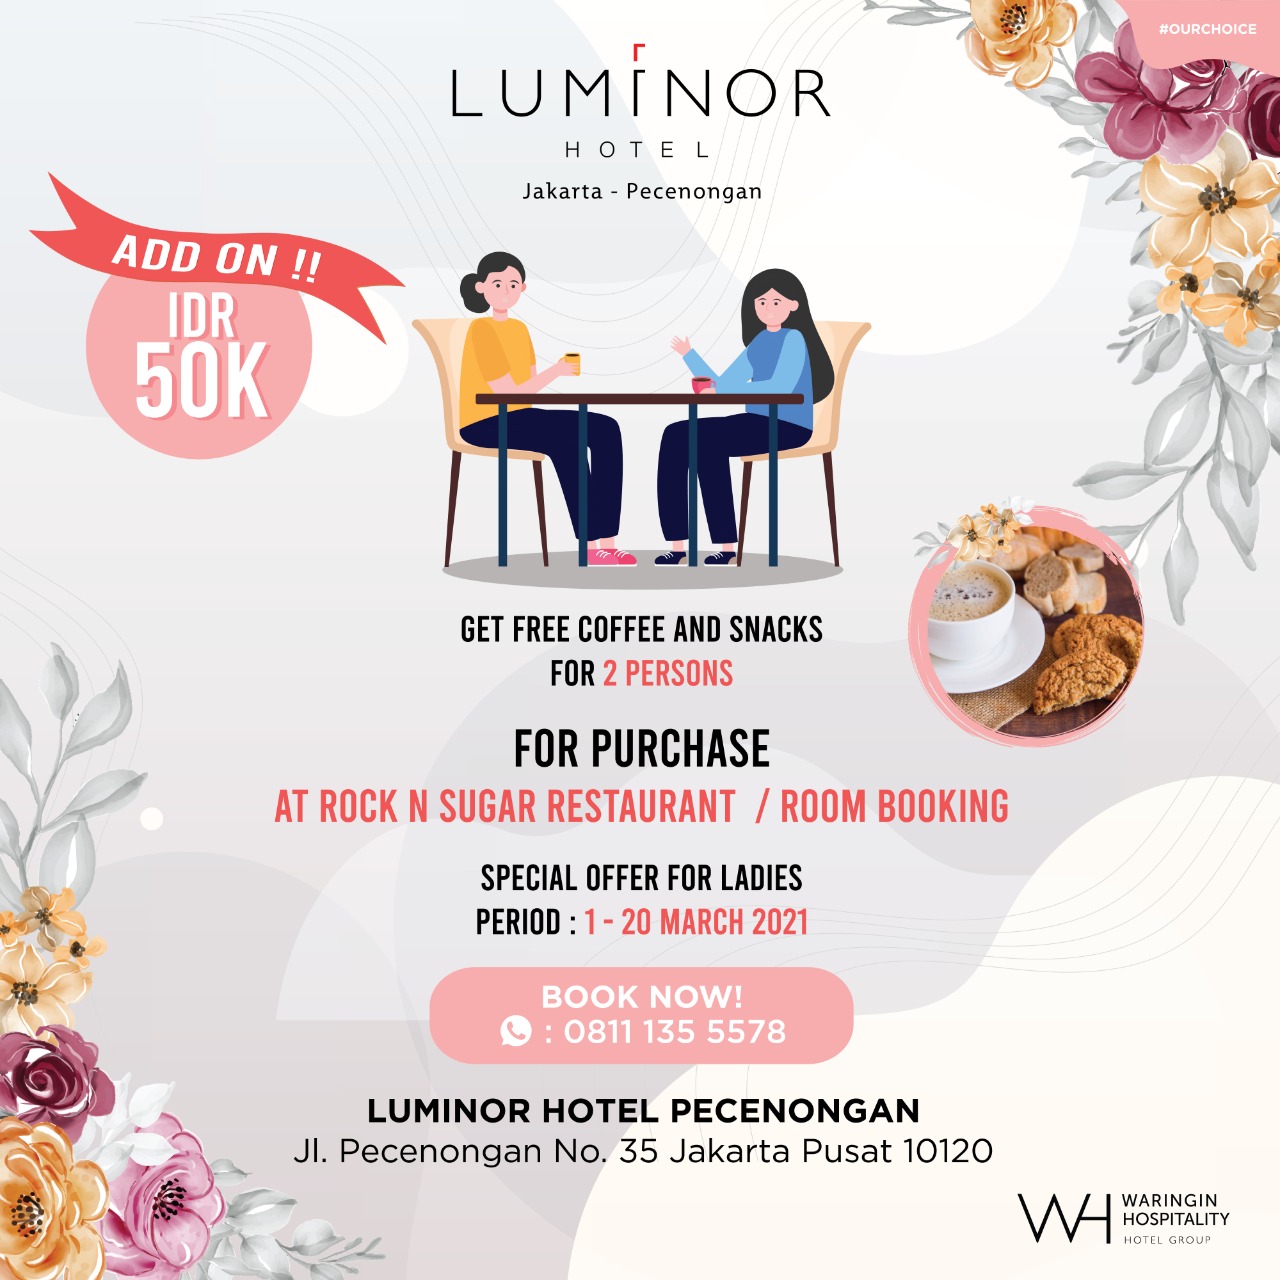 #OURCHOICE
LUMINOR
HOTEL
Jakarta - Pecenongan
ADD ON !!
IDR
50K
GET FREE COFFEE AND SNACKS
FOR 2 PERSONS
FOR PURCHASE
AT ROCK N SUGAR RESTAURANT / ROOM BOOKING
SPECIAL OFFER FOR LADIES
PERIOD : 1 - 20 MARCH 2021
BOOK NOW!
: 0811 135 5578
LUMINOR HOTEL PECENONGAN
Jl. Pecenongan No. 35 Jakarta Pusat 10120
WH
WARINGIN
HOSPITALITY
HOTEL GROUP